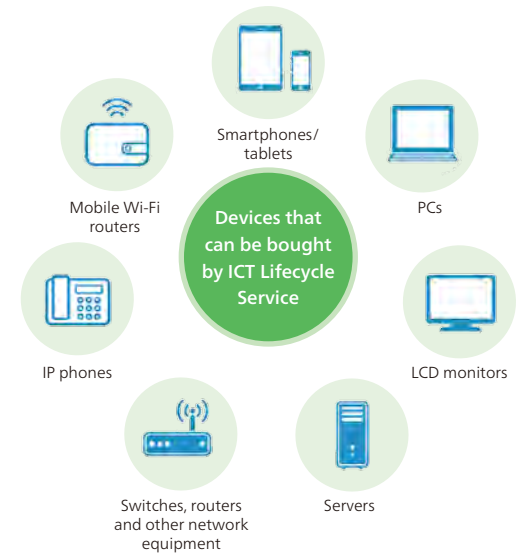 Smartphones/
tablets
Mobile Wi-Fi
routers
PCs
Devices that
can be bought
by ICT Lifecycle
Service
IP phones
LCD monitors
Switches, routers
and other network
equipment
Servers